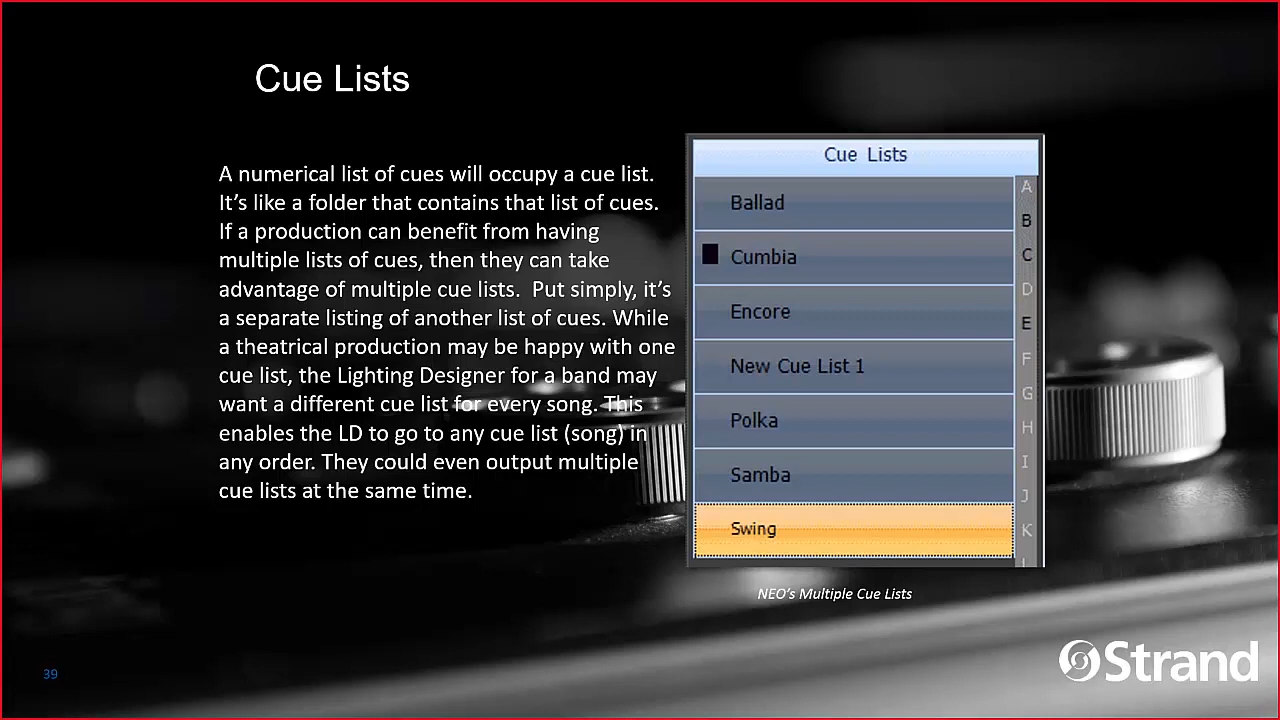 Cue Lists
A numerical list of cues will occupy a cue list.
It’s like a folder that contains that list of cues.
If a production can benefit from having
multiple lists of cues, then they can take
advantage of multiple cue lists.  Put simply, it’s
a separate listing of another list of cues. While
a theatrical production may be happy with one
cue list, the Lighting Designer for a band may
want a different cue list for every song. This
enables the LD to go to any cue list (song) in
any order. They could even output multiple
cue lists at the same time.
Cue Lists
Ballad
Cumbia
Encore
New Cue List 1
Polka
Samba
Swing
A
B
C
D
E
F
G
H
I
J
K
L
NEO’s Multiple Cue Lists
39
Strand